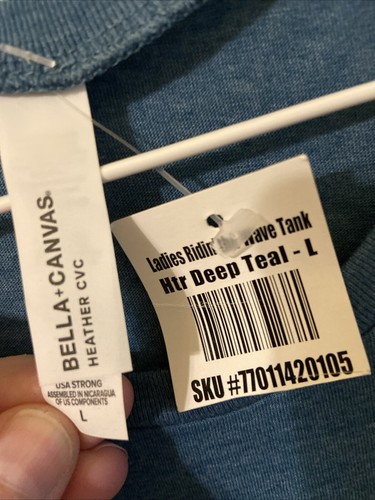 BELLA+CANVAS®
HEATHER CVC
USA STRONG
ASSEMBLED IN NICARAGUA
OF US COMPONENTS
L
Ladies Wave Tank
Htr Deep Teal - L
SKU #77011420105